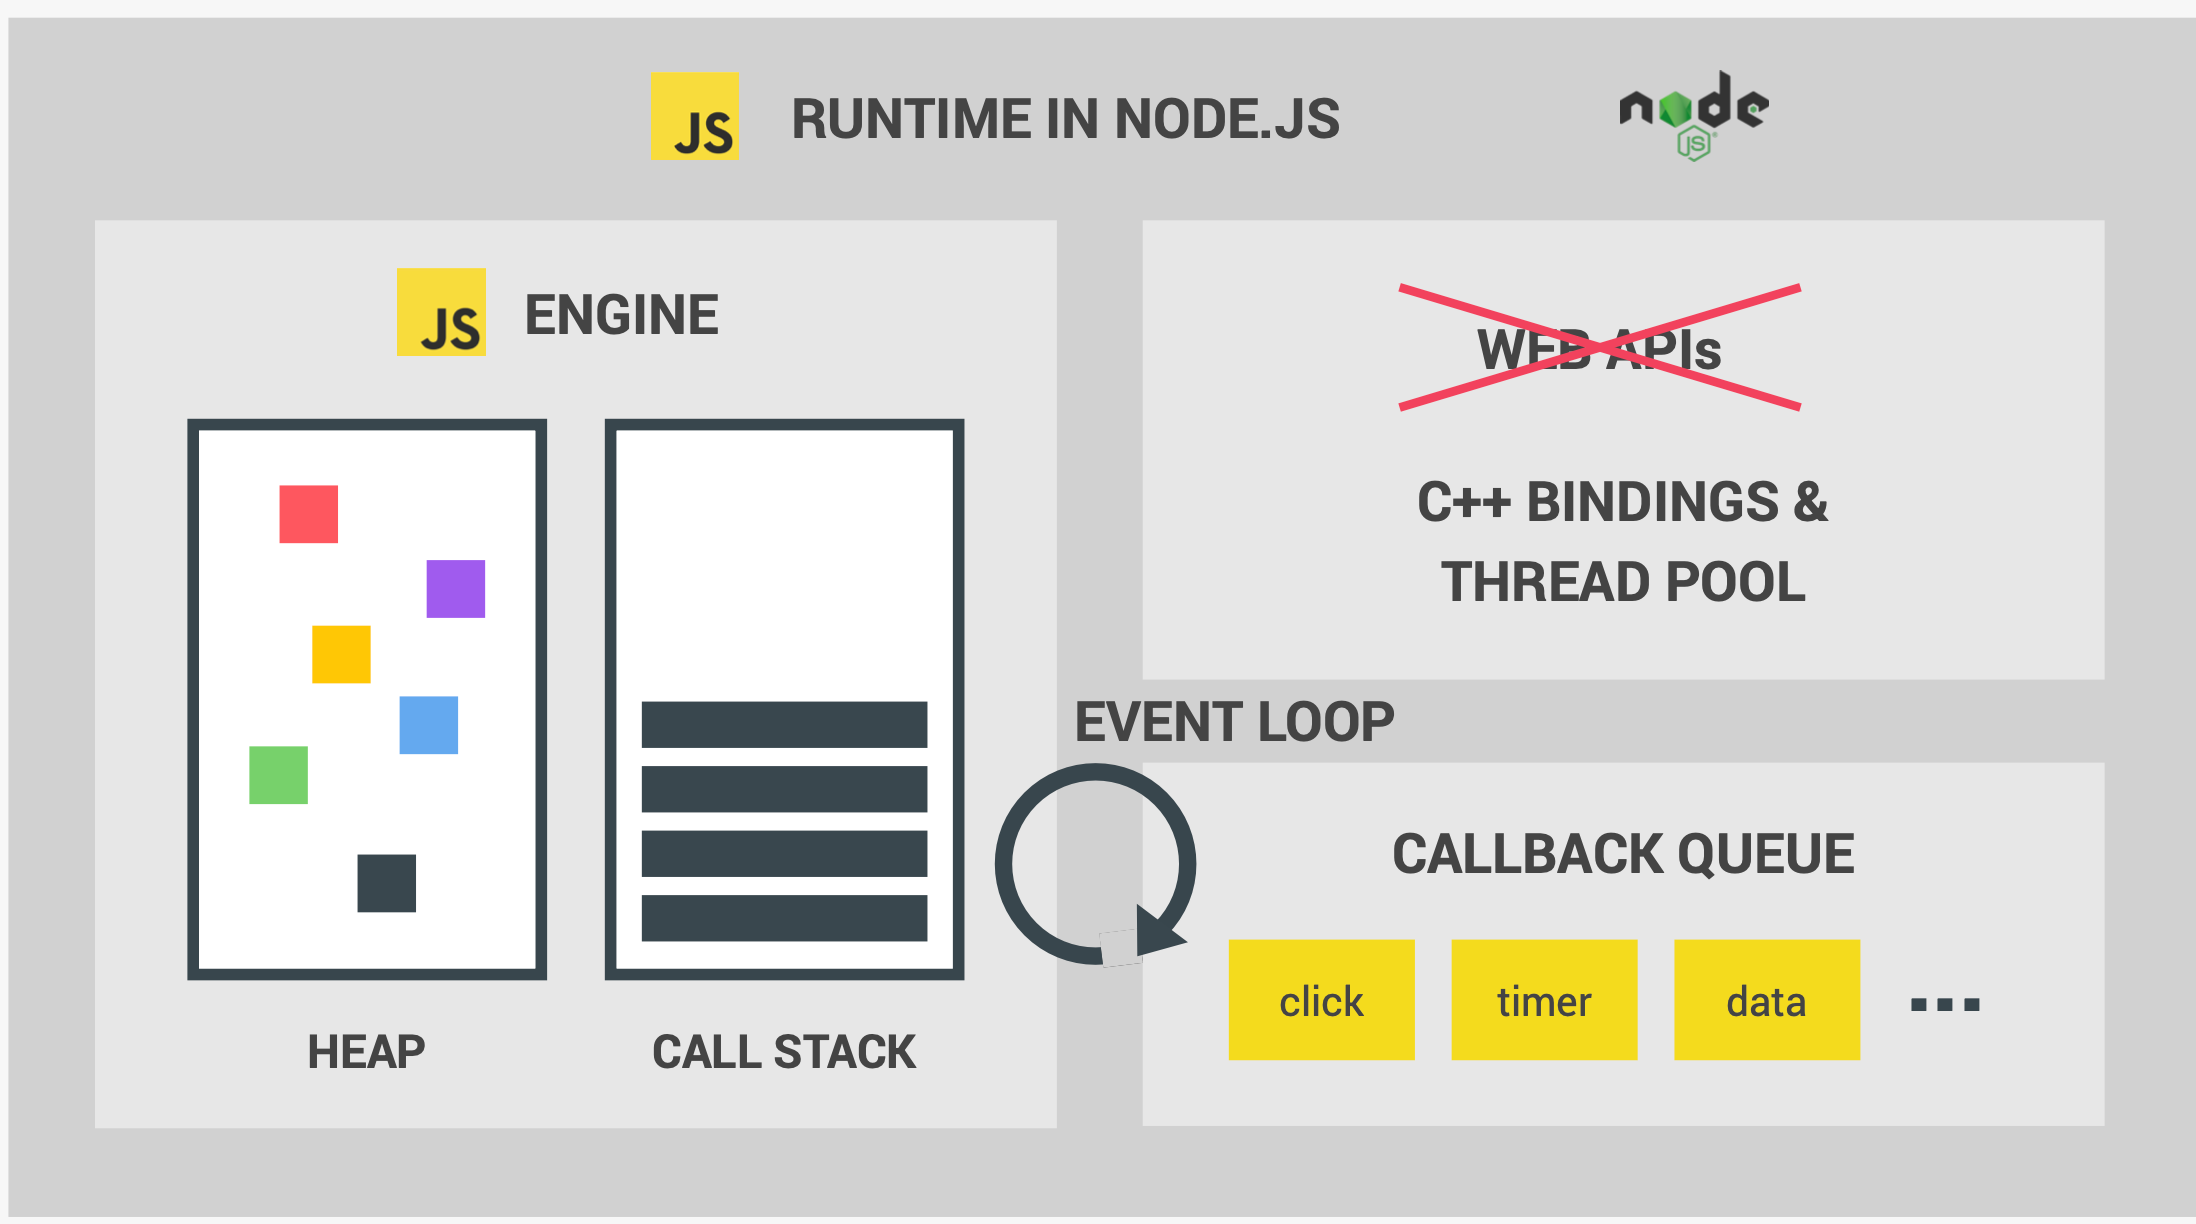 JS
RUNTIME IN NODE.JS
node
JS
JS
ENGINE
HEAP
CALL STACK
WEB APIs
C++ BINDINGS &
THREAD POOL
EVENT LOOP
CALLBACK QUEUE
click
timer
data